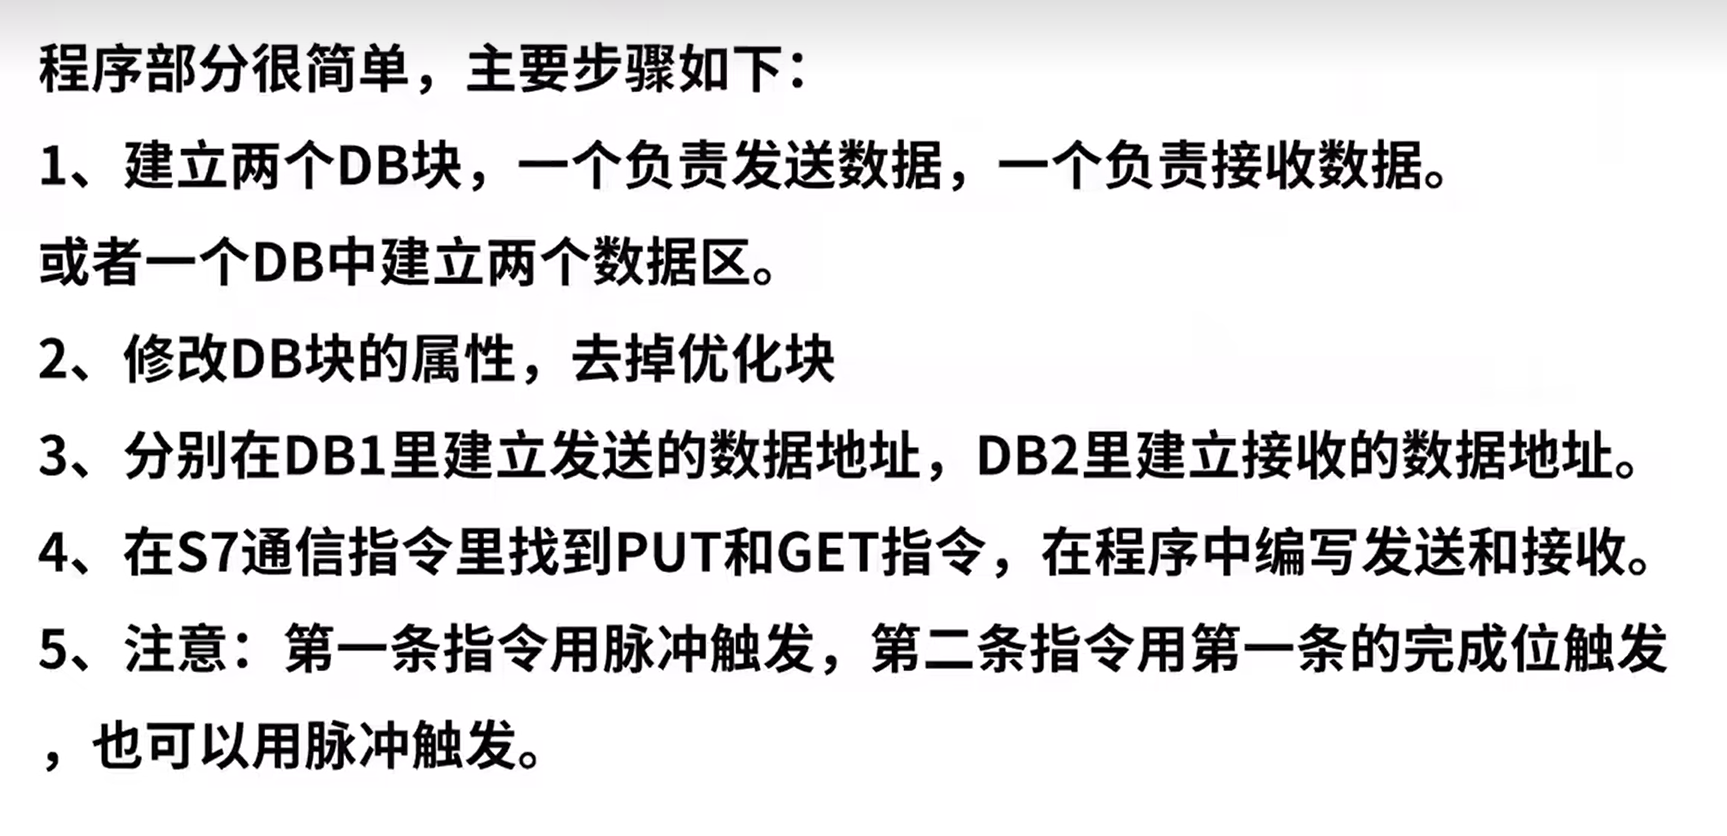 程序部分很简单，主要步骤如下：
1、建立两个DB块，一个负责发送数据，一个负责接收数据。
或者一个DB中建立两个数据区。
2、修改DB块的属性，去掉优化块
3、分别在DB1里建立发送的数据地址，DB2里建立接收的数据地址。
4、在S7通信指令里找到PUT和GET指令，在程序中编写发送和接收。
5、注意：第一条指令用脉冲触发，第二条指令用第一条的完成位触发
，也可以用脉冲触发。